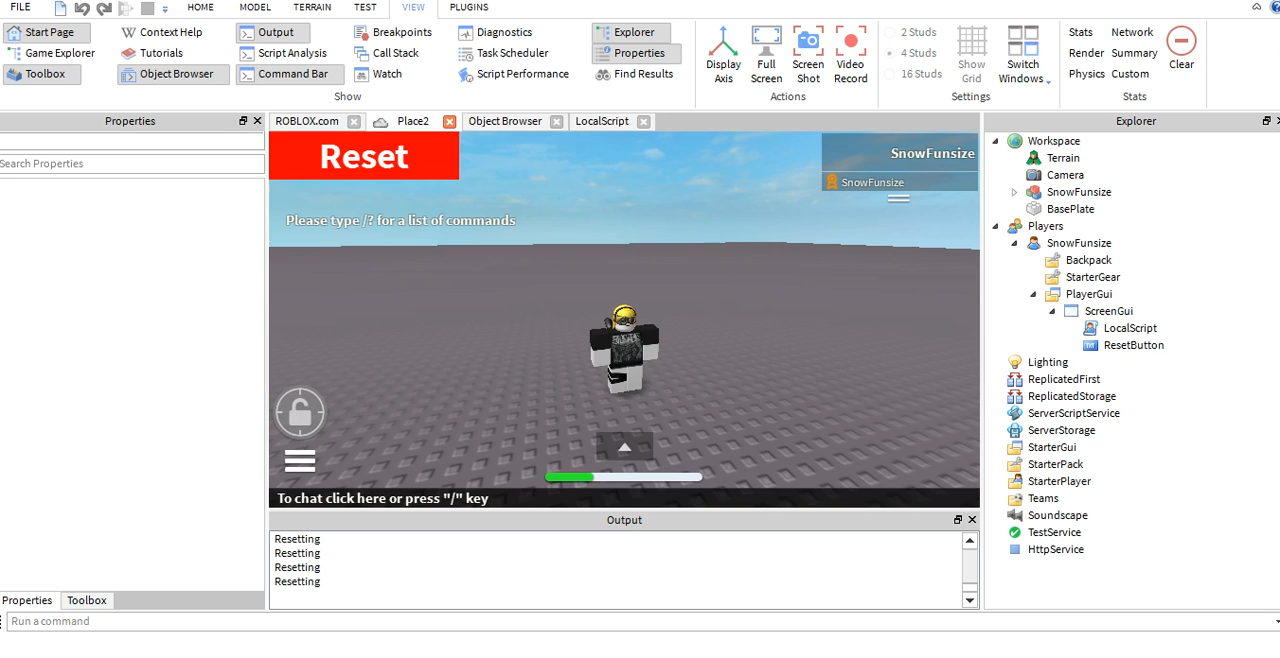 FILE HOME MODEL TERRAIN TEST VIEW PLUGINS
Start Page Context Help Output Breakpoints Diagnostics Explorer 2 Studs Stats Network
Game Explorer Tutorials Script Analysis Call Stack Task Scheduler Properties 4 Studs Render Summary
Toolbox Object Browser Command Bar Watch Script Performance Find Results 16 Studs Physics Custom
Display Axis Full Screen Screen Shot Video Record Show Grid Switch Windows Clear
Show Actions Settings Stats
Properties
Search Properties
ROBLOX.com Place2 Object Browser LocalScript
Reset
SnowFunsize
SnowFunsize
Please type /? for a list of commands
To chat click here or press "/" key
Output
Resetting
Resetting
Resetting
Resetting
Explorer
Workspace
Terrain
Camera
SnowFunsize
BasePlate
Players
SnowFunsize
Backpack
StarterGear
PlayerGui
ScreenGui
LocalScript
ResetButton
Lighting
ReplicatedFirst
ReplicatedStorage
ServerScriptService
ServerStorage
StarterGui
StarterPack
StarterPlayer
Teams
Soundscape
TestService
HttpService
Properties Toolbox
Run a command